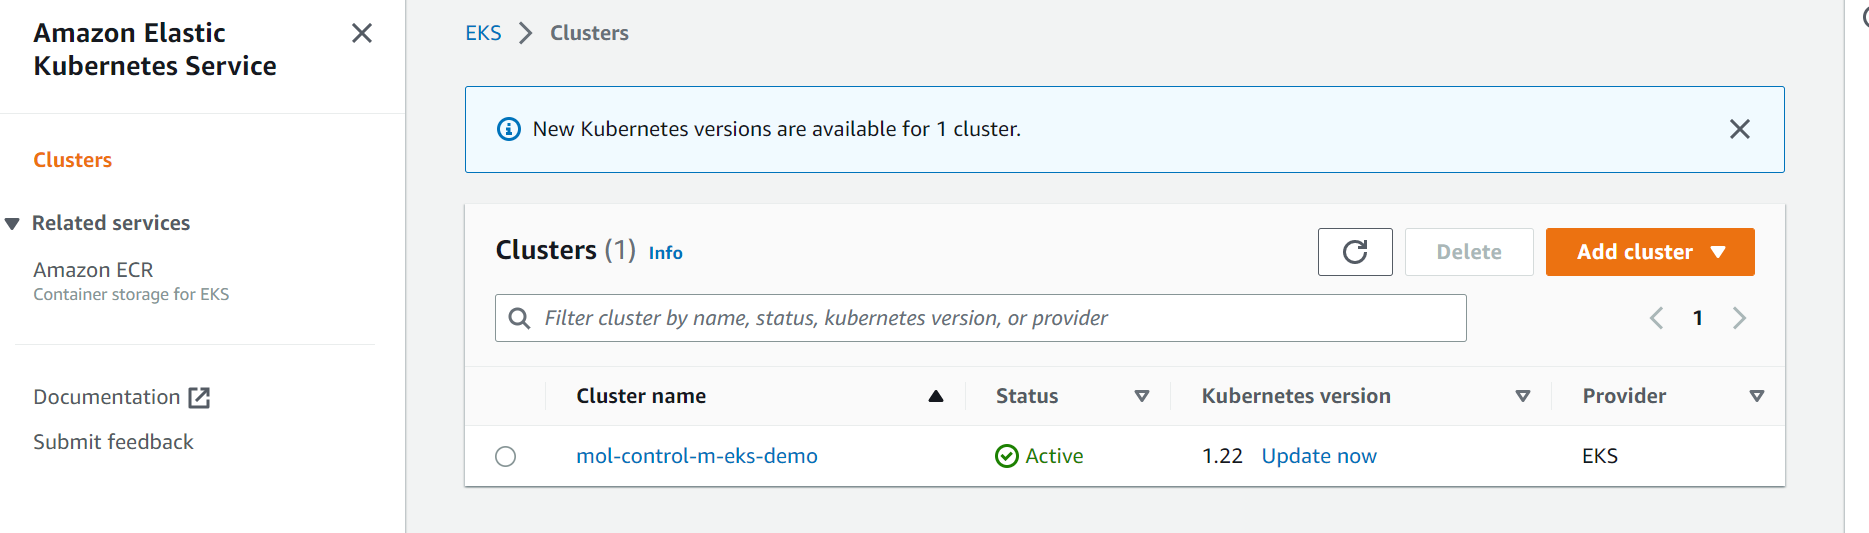 Amazon Elastic
Kubernetes Service
Clusters
Related services
Amazon ECR
Container storage for EKS
Documentation
Submit feedback
EKS > Clusters
New Kubernetes versions are available for 1 cluster.
Clusters (1) Info
Delete
Add cluster
Filter cluster by name, status, kubernetes version, or provider
1
Cluster name Status Kubernetes version Provider
mol-control-m-eks-demo Active 1.22 Update now EKS